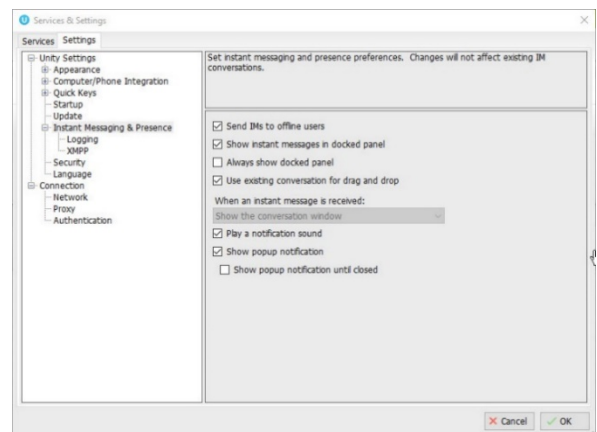 Services & Settings
Services Settings
Unity Settings
Appearance
Computer/Phone Integration
Quick Keys
Startup
Update
Instant Messaging & Presence
Logging
XMPP
Security
Language
Connection
Network
Proxy
Authentication
Set instant messaging and presence preferences. Changes will not affect existing IM
conversations.
Send IMs to offline users
Show instant messages in docked panel
Always show docked panel
Use existing conversation for drag and drop
When an instant message is received:
Show the conversation window
Play a notification sound
Show popup notification
Show popup notification until closed
Cancel OK